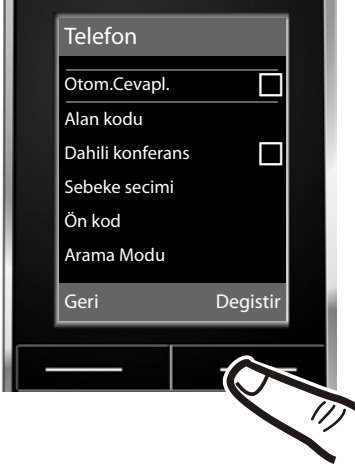 Telefon
Otom.Cevapl.
Alan kodu
Dahili konferans
Sebeke secimi
Ön kod
Arama Modu
Geri Degistir